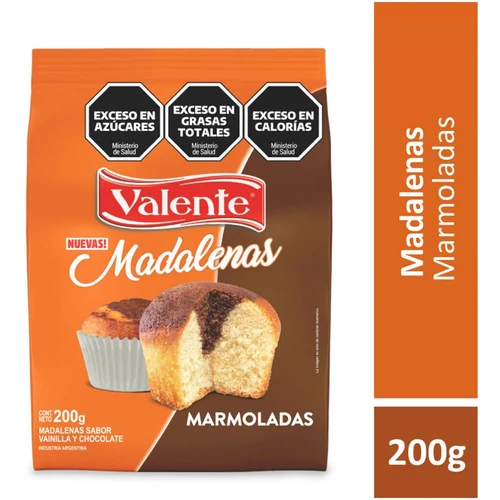 EXCESO EN
AZÚCARES
Ministerio
de Salud
EXCESO EN
GRASAS
TOTALES
Ministerio
de Salud
EXCESO EN
CALORÍAS
Ministerio
de Salud
Valente
NUEVAS!
Madalenas
CONT.
NETO 200g
MADALENAS SABOR
VAINILLA Y CHOCOLATE
INDUSTRIA ARGENTINA
MARMOLADAS
Madalenas
Marmoladas
200g